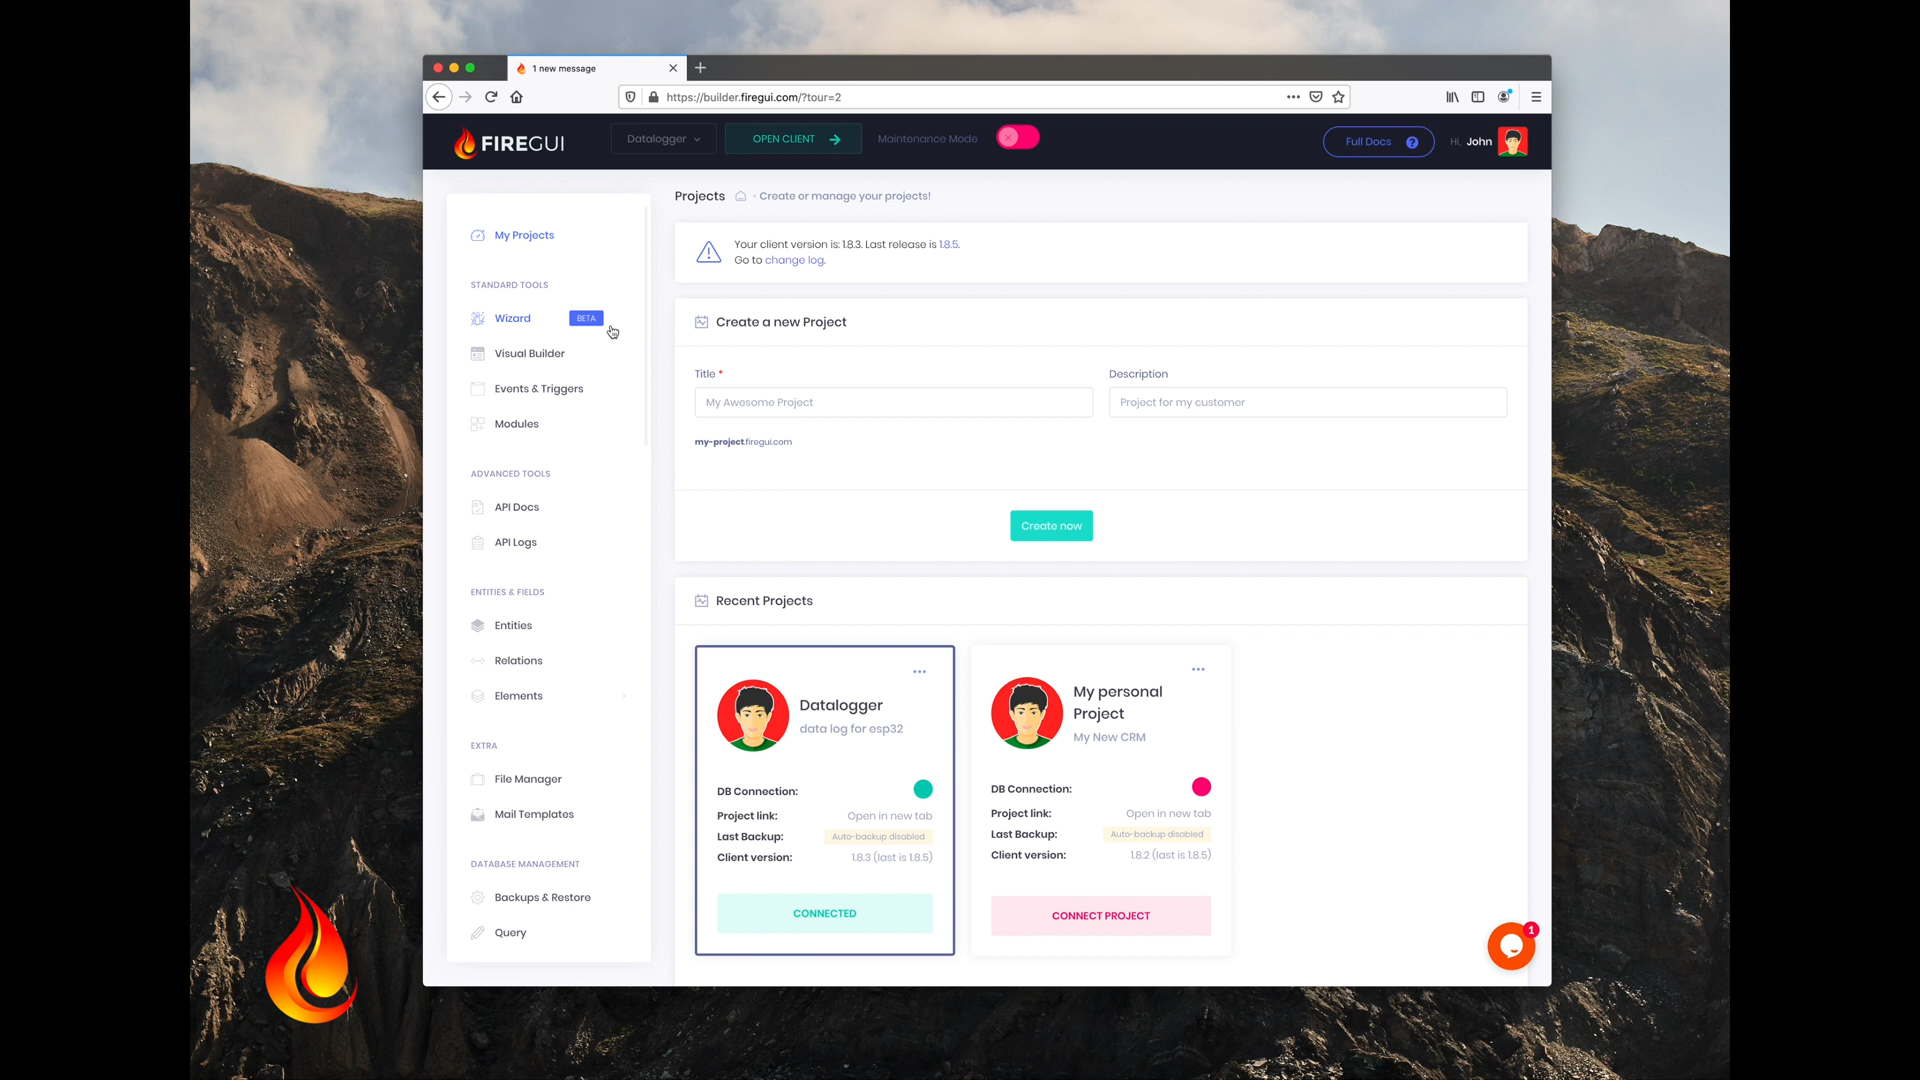 1 new message
https://builder.firegui.com/?tour=2
FIREGUI
Datalogger
OPEN CLIENT
Maintenance Mode
Full Docs ?
Hi, John
My Projects
STANDARD TOOLS
Wizard BETA
Visual Builder
Events & Triggers
Modules
ADVANCED TOOLS
API Docs
API Logs
ENTITIES & FIELDS
Entities
Relations
Elements
EXTRA
File Manager
Mail Templates
DATABASE MANAGEMENT
Backups & Restore
Query
Projects • Create or manage your projects!
Your client version is: 1.8.3. Last release is 1.8.5.
Go to change log.
Create a new Project
Title * Description
My Awesome Project Project for my customer
my-project.firegui.com
Create now
Recent Projects
Datalogger
data log for esp32
DB Connection:
Project link: Open in new tab
Last Backup: Auto-backup disabled
Client version: 1.8.3 (last is 1.8.5)
CONNECTED
My personal
Project
My New CRM
DB Connection:
Project link: Open in new tab
Last Backup: Auto-backup disabled
Client version: 1.8.2 (last is 1.8.5)
CONNECT PROJECT
1